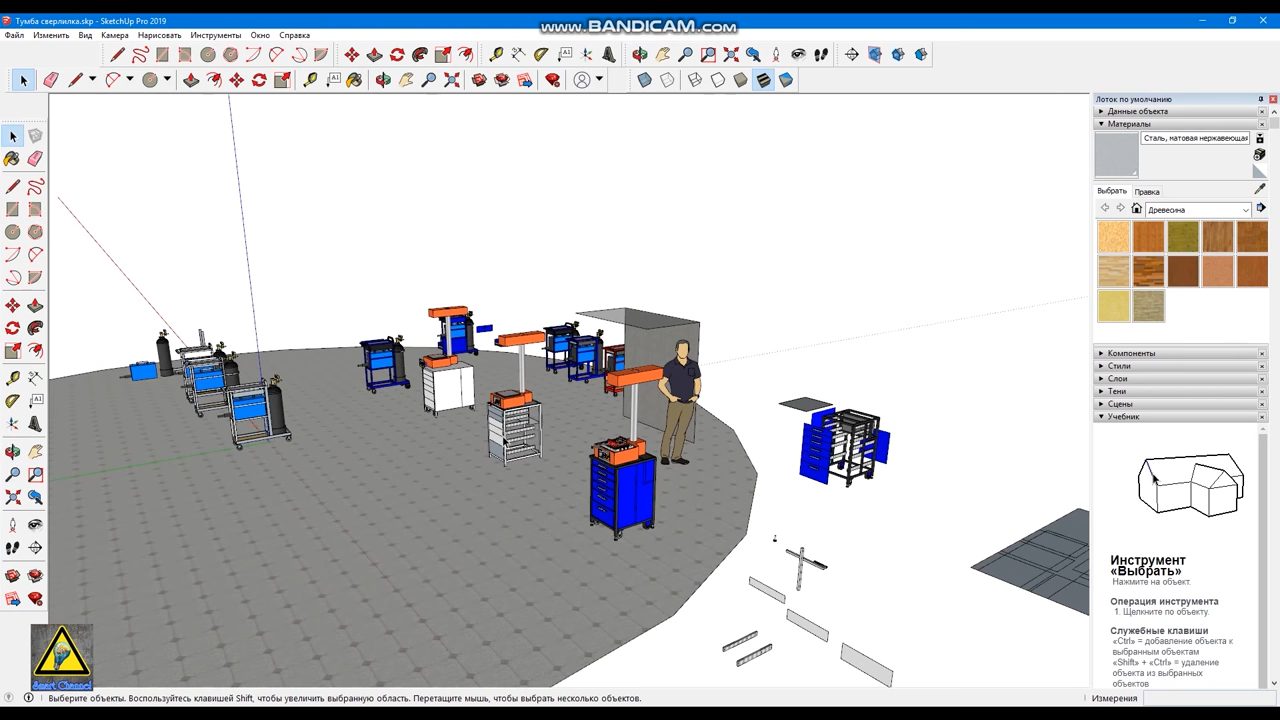 Тумба сверлилка.skp - SketchUp Pro 2019
www.BANDICAM.com
Файл Изменить Вид Камера Нарисовать Инструменты Окно Справка
Лоток по умолчанию
Данные объекта
Материалы
Сталь, матовая нержавеющая
Выбрать Правка
Древесина
Компоненты
Стили
Слои
Тени
Сцены
Учебник
Инструмент
«Выбрать»
Нажмите на объект.
Операция инструмента
1. Щелкните по объекту.
Служебные клавиши
«Ctrl» = добавление объекта к
выбранным объектам
«Shift» + «Ctrl» = удаление
объекта из выбранных
объектов
Smart Channel
Выберите объекты. Воспользуйтесь клавишей Shift, чтобы увеличить выбранную область. Перетащите мышь, чтобы выбрать несколько объектов.
Измерения